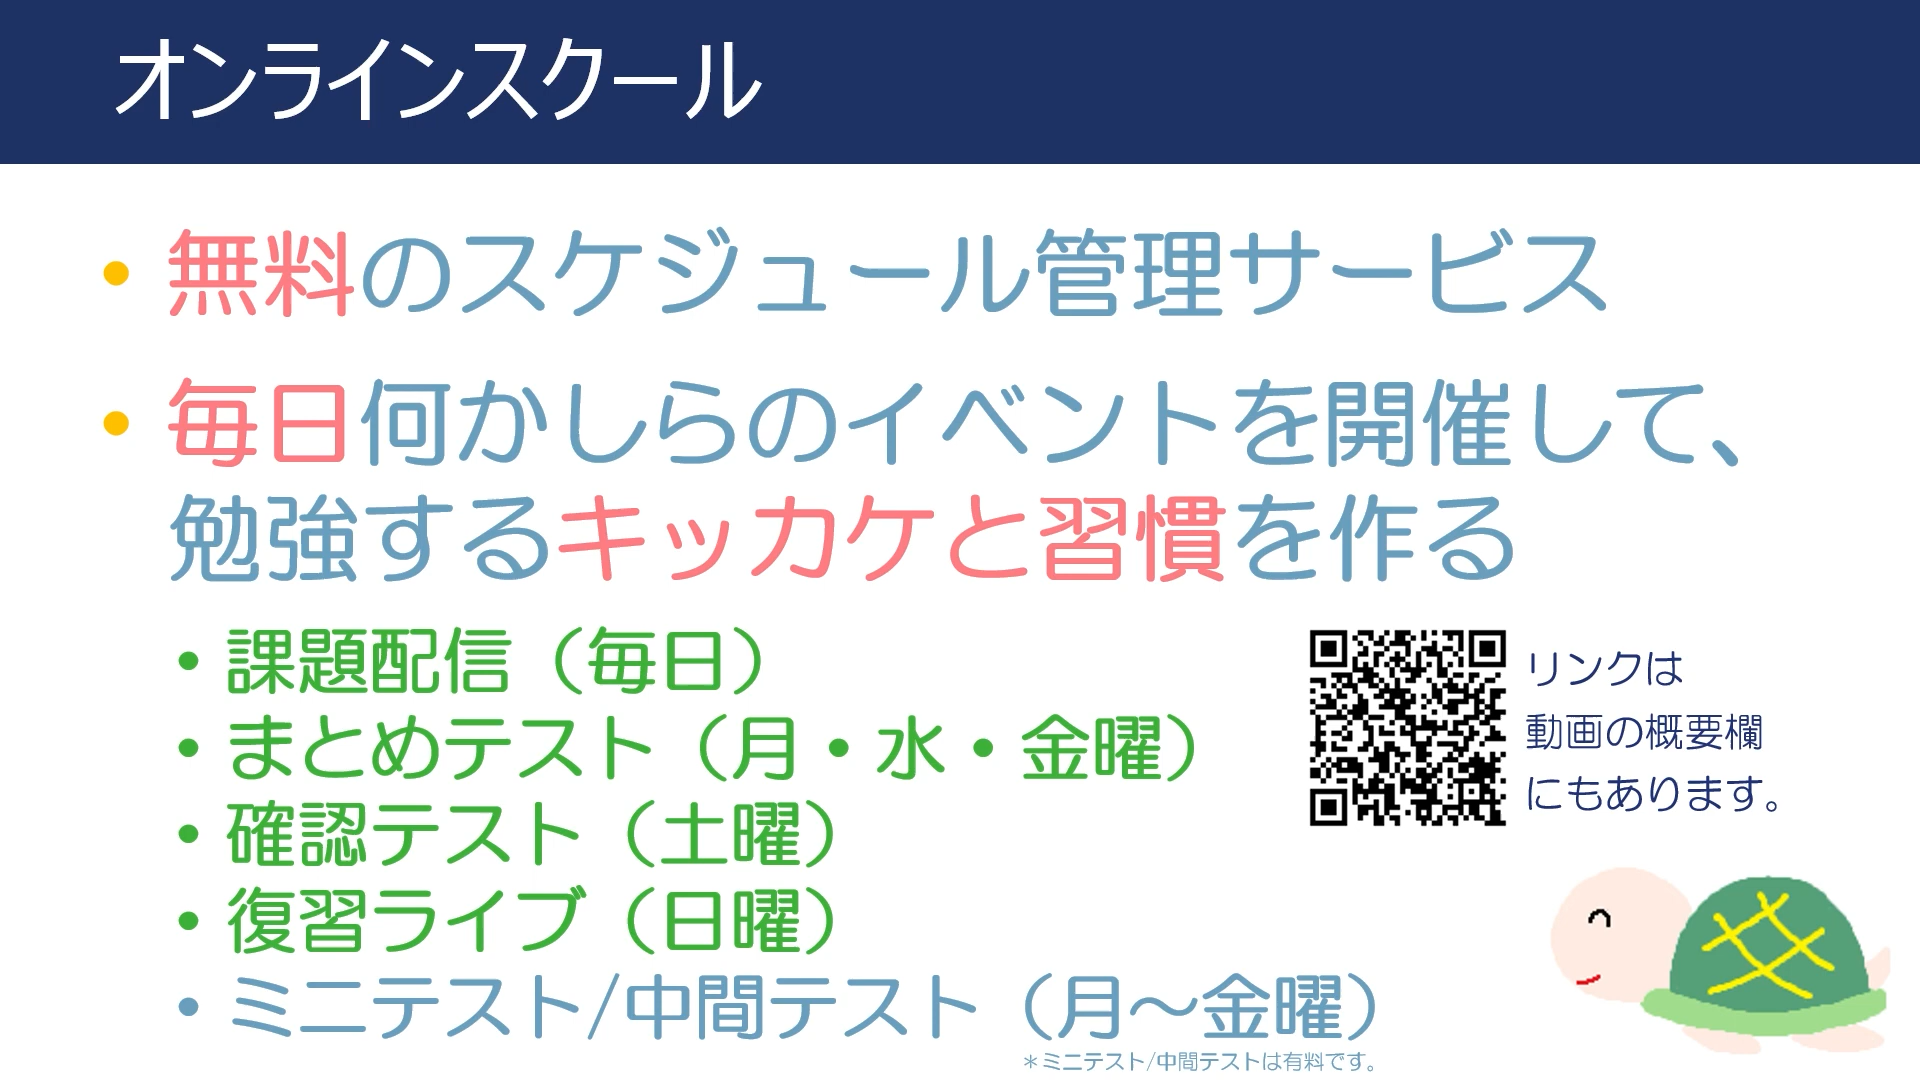 オンラインスクール
• 無料のスケジュール管理サービス
• 毎日何かしらのイベントを開催して、
勉強するキッカケと習慣を作る
• 課題配信（毎日）
• まとめテスト（月・水・金曜）
• 確認テスト（土曜）
• 復習ライブ（日曜）
• ミニテスト/中間テスト（月～金曜）
＊ミニテスト/中間テストは有料です。
リンクは
動画の概要欄
にもあります。